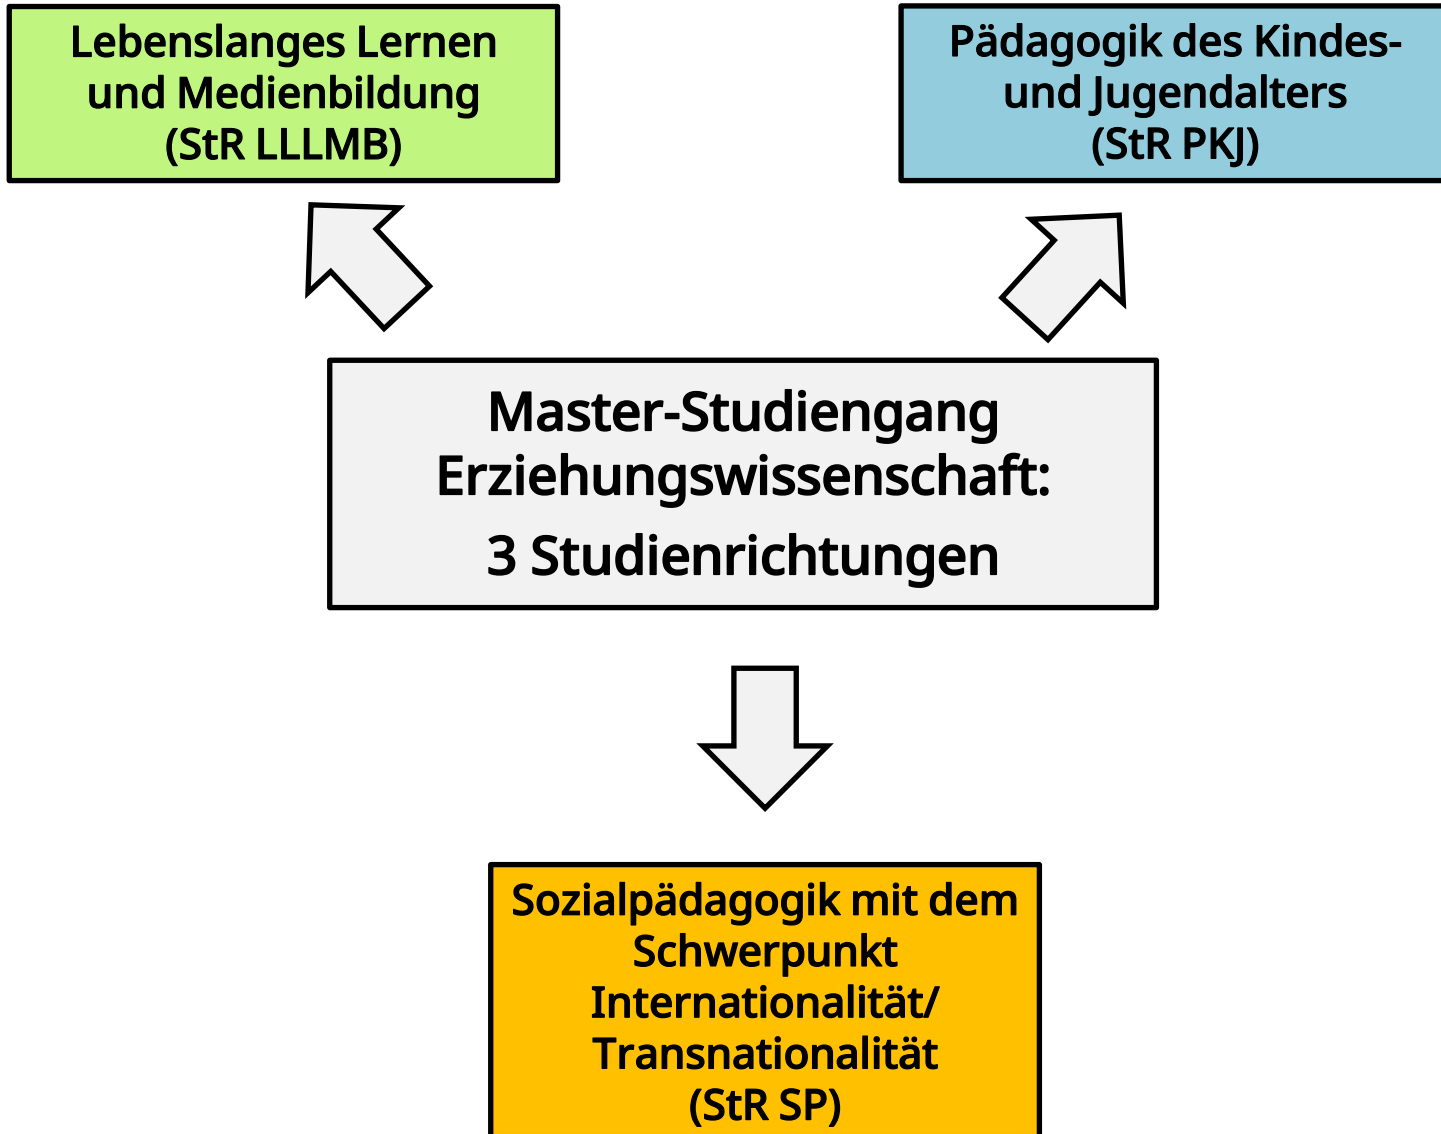 Lebenslanges Lernen
und Medienbildung
(StR LLLMB)
Pädagogik des Kindes-
und Jugendalters
(StR PKJ)
Master-Studiengang
Erziehungswissenschaft:
3 Studienrichtungen
Sozialpädagogik mit dem
Schwerpunkt
Internationalität/
Transnationalität
(StR SP)